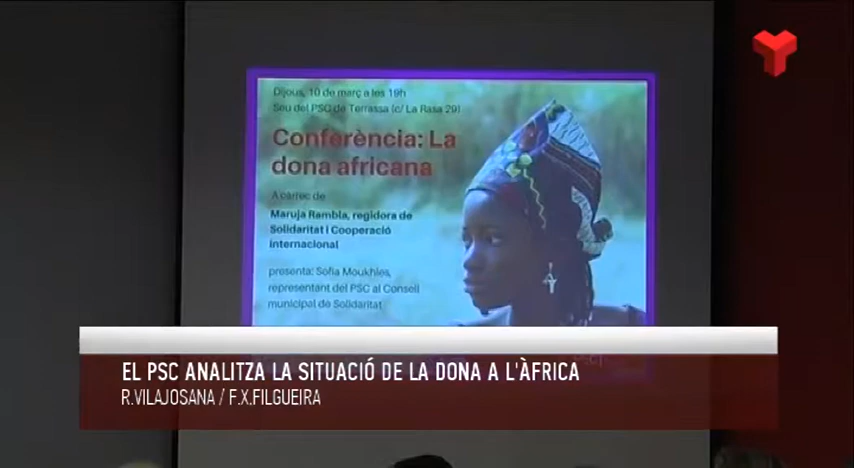 Dijous, 10 de març a les 19h
Seu del PSC de Terrassa (c/ La Rasa 29)
Conferència: La
dona africana
A càrrec de
Maruja Rambla, regidora de
Solidaritat i Cooperació
internacional
presenta: Sofia Moukhles,
representant del PSC al Consell
municipal de Solidaritat
EL PSC ANALITZA LA SITUACIÓ DE LA DONA A L'ÀFRICA
R.VILAJOSANA / F.X.FILGUEIRA